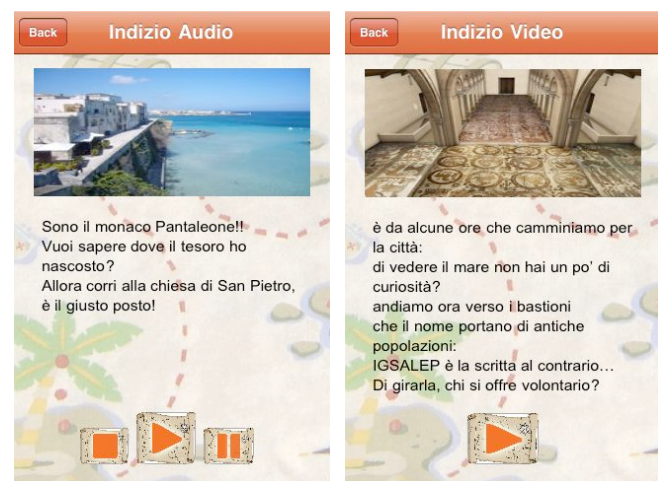 Back
Indizio Audio
Sono il monaco Pantaleone!!
Vuoi sapere dove il tesoro ho
nascosto?
Allora corri alla chiesa di San Pietro,
è il giusto posto!
Back
Indizio Video
è da alcune ore che camminiamo per
la città:
di vedere il mare non hai un po' di
curiosità?
andiamo ora verso i bastioni
che il nome portano di antiche
popolazioni:
IGSALEP è la scritta al contrario...
Di girarla, chi si offre volontario?